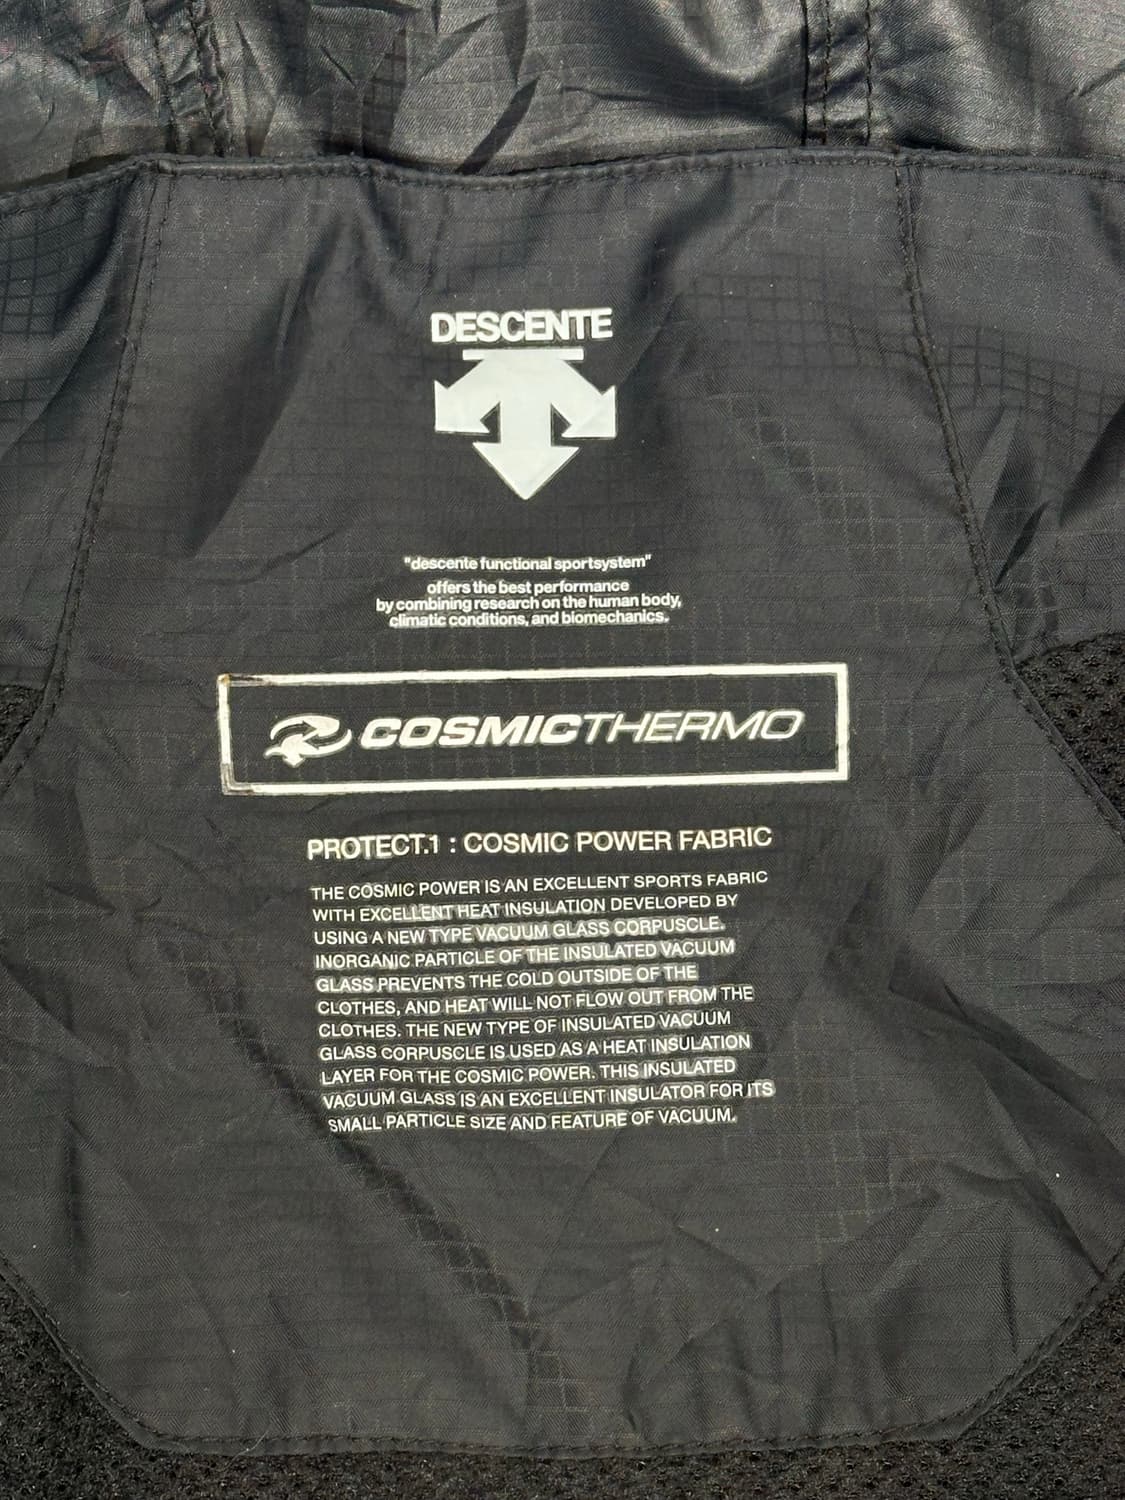 DESCENTE
"descente functional sportsystem"
offers the best performance
by combining research on the human body,
climatic conditions, and biomechanics.
COSMICTHERMO
PROTECT.1 : COSMIC POWER FABRIC
THE COSMIC POWER IS AN EXCELLENT SPORTS FABRIC
WITH EXCELLENT HEAT INSULATION DEVELOPED BY
USING A NEW TYPE VACUUM GLASS CORPUSCLE.
INORGANIC PARTICLE OF THE INSULATED VACUUM
GLASS PREVENTS THE COLD OUTSIDE OF THE
CLOTHES, AND HEAT WILL NOT FLOW OUT FROM THE
CLOTHES. THE NEW TYPE OF INSULATED VACUUM
GLASS CORPUSCLE IS USED AS A HEAT INSULATION
LAYER FOR THE COSMIC POWER. THIS INSULATED
VACUUM GLASS IS AN EXCELLENT INSULATOR FOR ITS
SMALL PARTICLE SIZE AND FEATURE OF VACUUM.